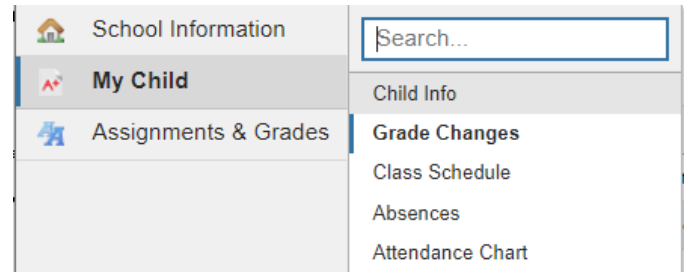 School Information
My Child
Assignments & Grades
Search...
Child Info
Grade Changes
Class Schedule
Absences
Attendance Chart